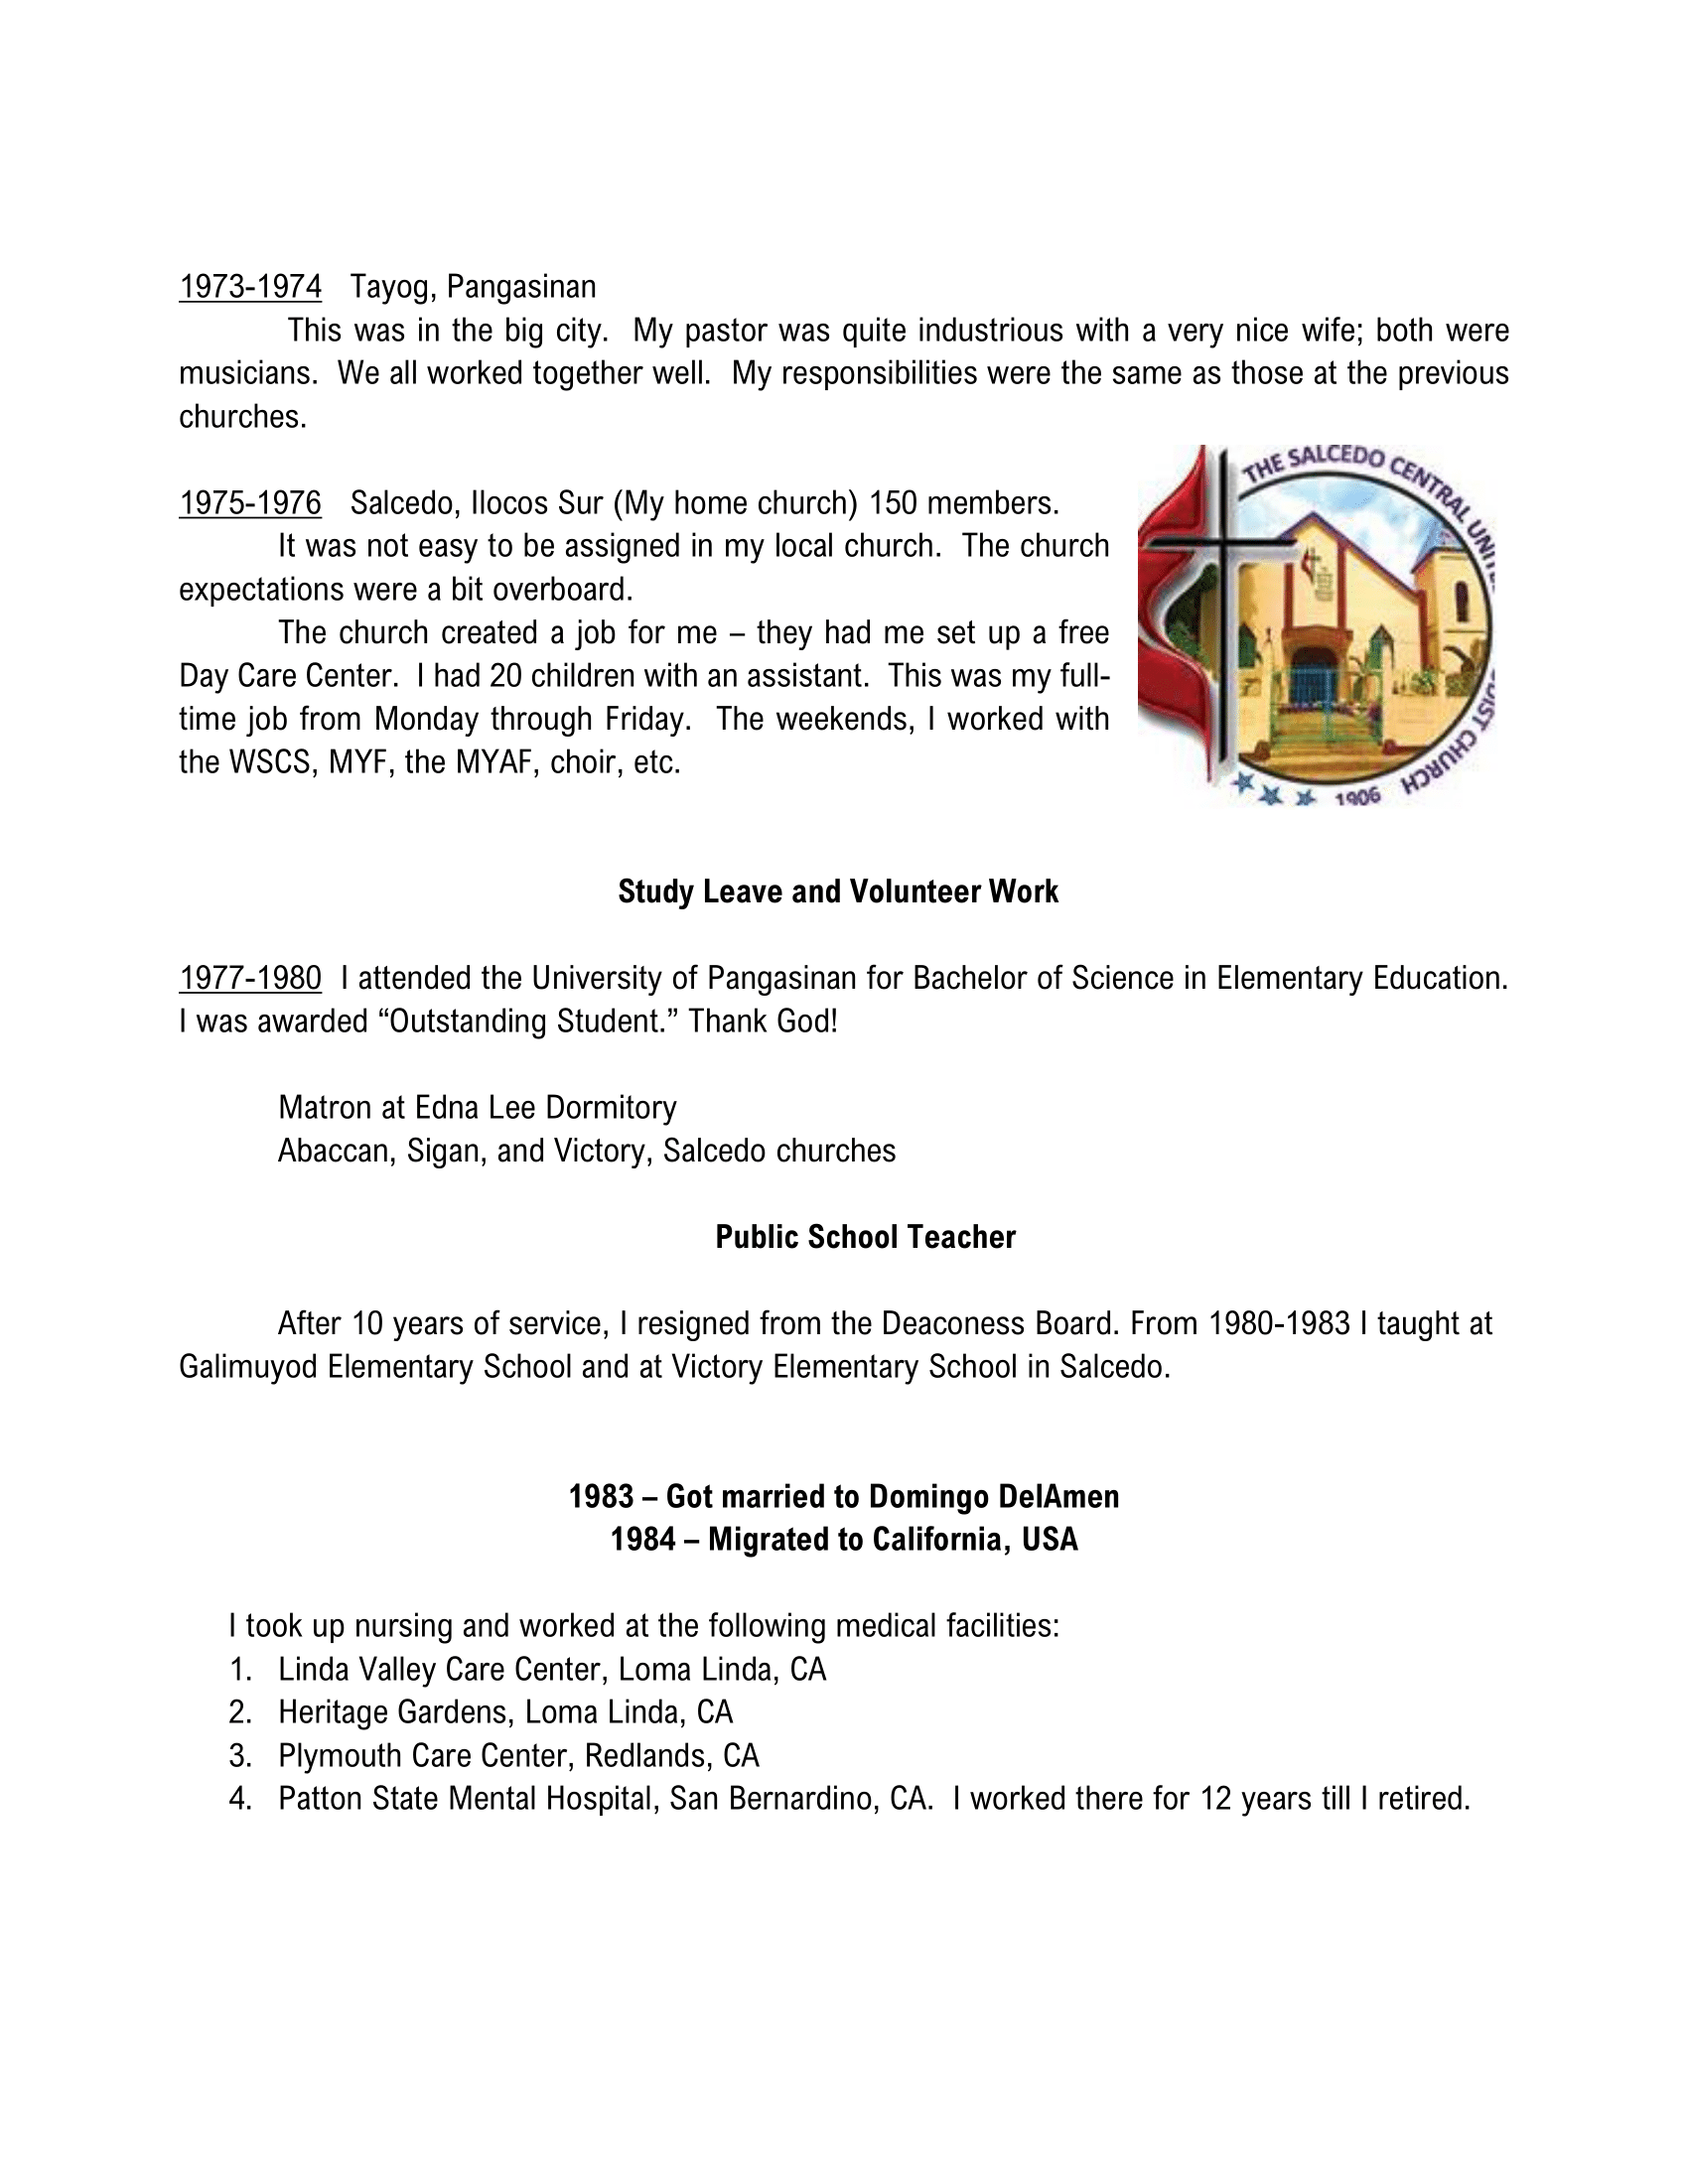 1973-1974 Tayog, Pangasinan
This was in the big city. My pastor was quite industrious with a very nice wife; both were
musicians. We all worked together well. My responsibilities were the same as those at the previous
churches.
THE SALCEDO CENTRAL UNIT
UST CHURCH
1906
1975-1976 Salcedo, Ilocos Sur (My home church) 150 members.
It was not easy to be assigned in my local church. The church
expectations were a bit overboard.
The church created a job for me – they had me set up a free
Day Care Center. I had 20 children with an assistant. This was my full-
time job from Monday through Friday. The weekends, I worked with
the WSCS, MYF, the MYAF, choir, etc.
Study Leave and Volunteer Work
1977-1980 I attended the University of Pangasinan for Bachelor of Science in Elementary Education.
I was awarded “Outstanding Student.” Thank God!
Matron at Edna Lee Dormitory
Abaccan, Sigan, and Victory, Salcedo churches
Public School Teacher
After 10 years of service, I resigned from the Deaconess Board. From 1980-1983 I taught at
Galimuyod Elementary School and at Victory Elementary School in Salcedo.
1983 – Got married to Domingo DelAmen
1984 – Migrated to California, USA
I took up nursing and worked at the following medical facilities:
1. Linda Valley Care Center, Loma Linda, CA
2. Heritage Gardens, Loma Linda, CA
3. Plymouth Care Center, Redlands, CA
4. Patton State Mental Hospital, San Bernardino, CA. I worked there for 12 years till I retired.